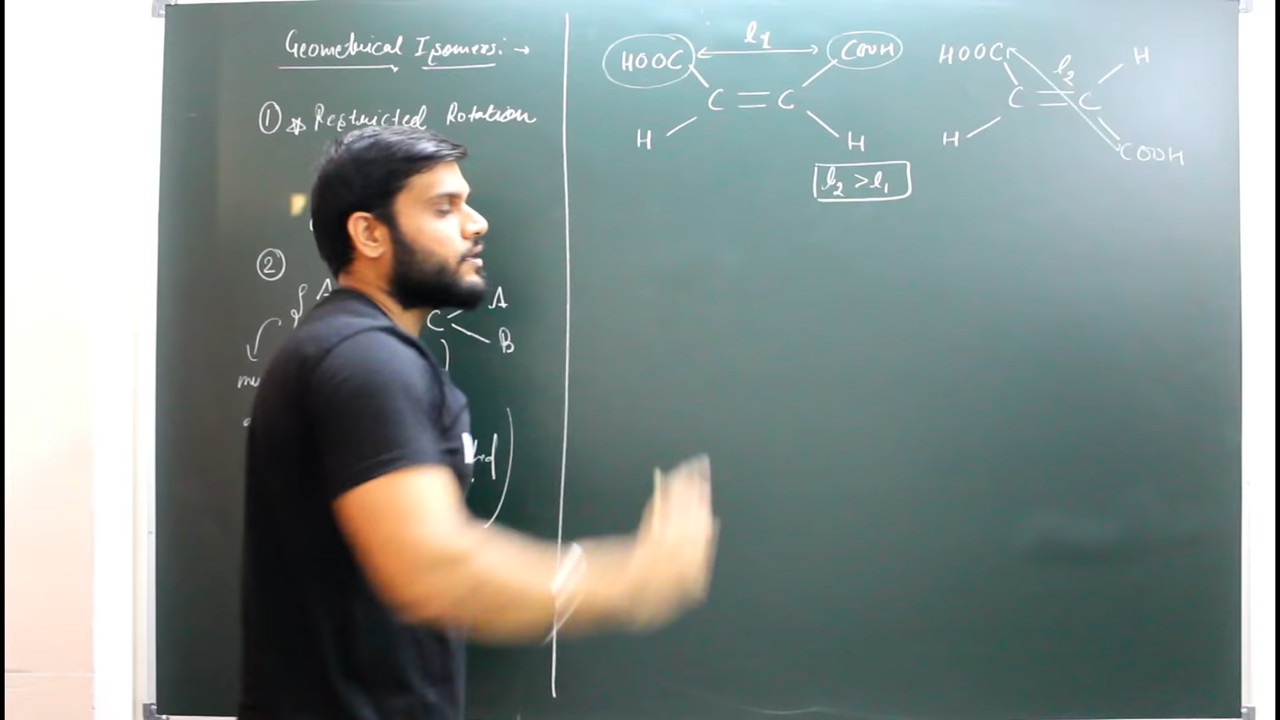 Geometrical Isomers: →
① Restricted Rotation
②
A
C
A
B
HOOC
l₁
COOH
C = C
H
H
l₂ > l₁
HOOC
l₂
H
C = C
H
COOH